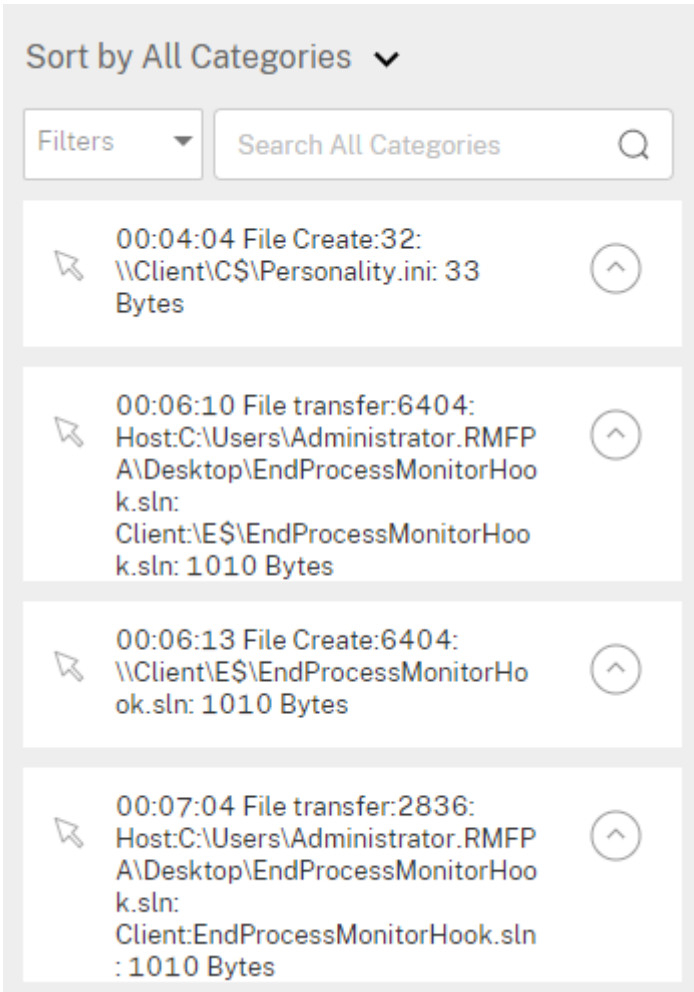 Sort by All Categories
Filters
Search All Categories
00:04:04 File Create:32:
\\Client\C$\Personality.ini: 33
Bytes
00:06:10 File transfer:6404:
Host:C:\Users\Administrator.RMFP
A\Desktop\EndProcessMonitorHoo
k.sln:
Client:\E$\EndProcessMonitorHoo
k.sln: 1010 Bytes
00:06:13 File Create:6404:
\\Client\E$\EndProcessMonitorHo
ok.sln: 1010 Bytes
00:07:04 File transfer:2836:
Host:C:\Users\Administrator.RMFP
A\Desktop\EndProcessMonitorHoo
k.sln:
Client:EndProcessMonitorHook.sln
: 1010 Bytes